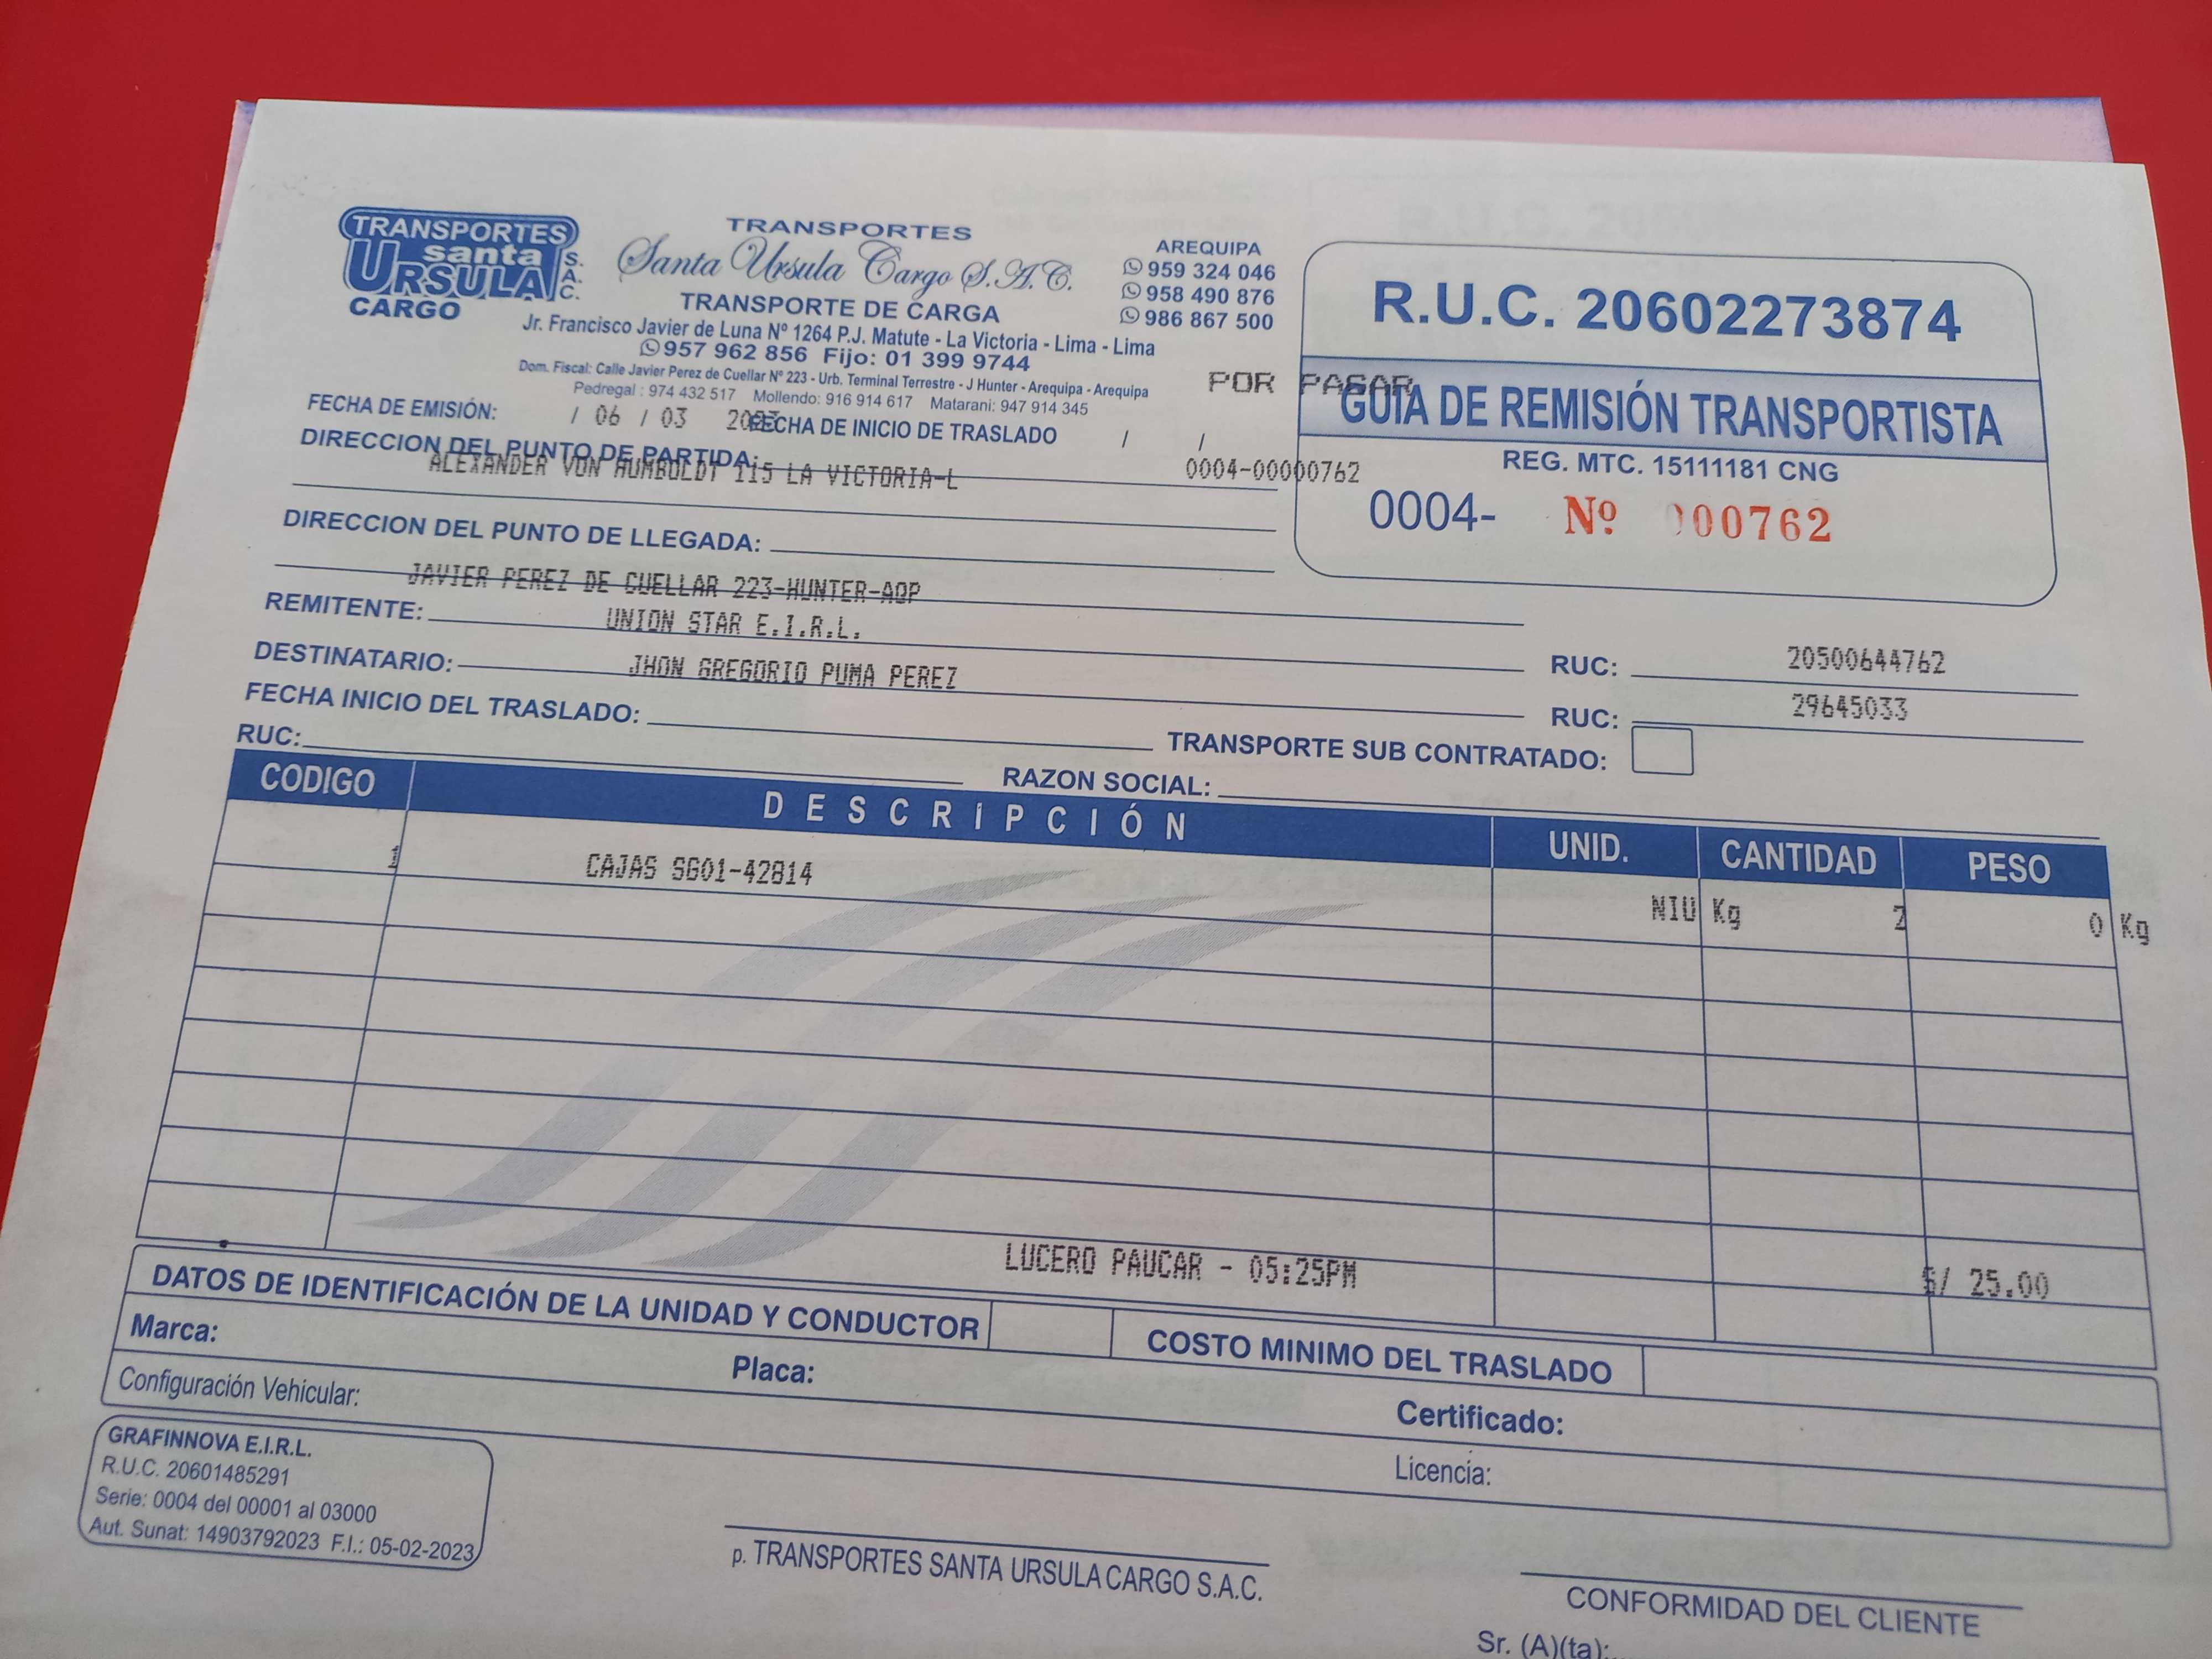 TRANSPORTES
santa
URSULA S.A.C.
CARGO
TRANSPORTES
Santa Ursula Cargo S.A.C.
TRANSPORTE DE CARGA
Jr. Francisco Javier de Luna Nº 1264 P.J. Matute - La Victoria - Lima - Lima
957 962 856 Fijo: 01 399 9744
Dom. Fiscal: Calle Javier Perez de Cuellar Nº 223 - Urb. Terminal Terrestre - J Hunter - Arequipa - Arequipa
Pedregal : 974 432 517 Mollendo: 916 914 617 Matarani: 947 914 345
AREQUIPA
959 324 046
958 490 876
986 867 500
R.U.C. 20602273874
POR PAGAR
GUÍA DE REMISIÓN TRANSPORTISTA
REG. MTC. 15111181 CNG
0004- Nº 000762
FECHA DE EMISIÓN: / 06 / 03 2023 FECHA DE INICIO DE TRASLADO / /
DIRECCION DEL PUNTO DE PARTIDA:
ALEXANDER VON HUMBOLDT 115 LA VICTORIA-L 0004-00000762
DIRECCION DEL PUNTO DE LLEGADA:
JAVIER PEREZ DE CUELLAR 223-HUNTER-AQP
REMITENTE: UNION STAR E.I.R.L. RUC: 20500644762
DESTINATARIO: JHON GREGORIO PUMA PEREZ RUC: 29645033
FECHA INICIO DEL TRASLADO: TRANSPORTE SUB CONTRATADO:
RUC: RAZON SOCIAL:
CODIGO DESCRIPCIÓN UNID. CANTIDAD PESO
1 CAJAS SG01-42814 NIU Kg 2 0 Kg
LUCERO PAUCAR - 05:25PM S/ 25.00
DATOS DE IDENTIFICACIÓN DE LA UNIDAD Y CONDUCTOR COSTO MINIMO DEL TRASLADO
Marca: Placa: Certificado:
Configuración Vehicular: Licencia:
GRAFINNOVA E.I.R.L.
R.U.C. 20601485291
Serie: 0004 del 00001 al 03000
Aut. Sunat: 14903792023 F.I.: 05-02-2023
p. TRANSPORTES SANTA URSULA CARGO S.A.C.
CONFORMIDAD DEL CLIENTE
Sr. (A)(ta):